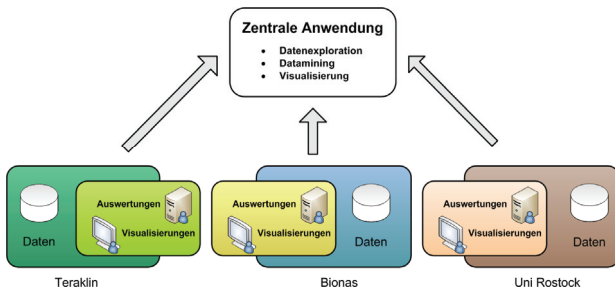 Zentrale Anwendung
• Datenexploration
• Datamining
• Visualisierung
Daten
Auswertungen
Visualisierungen
Auswertungen
Visualisierungen
Daten
Auswertungen
Visualisierungen
Daten
Teraklin
Bionas
Uni Rostock